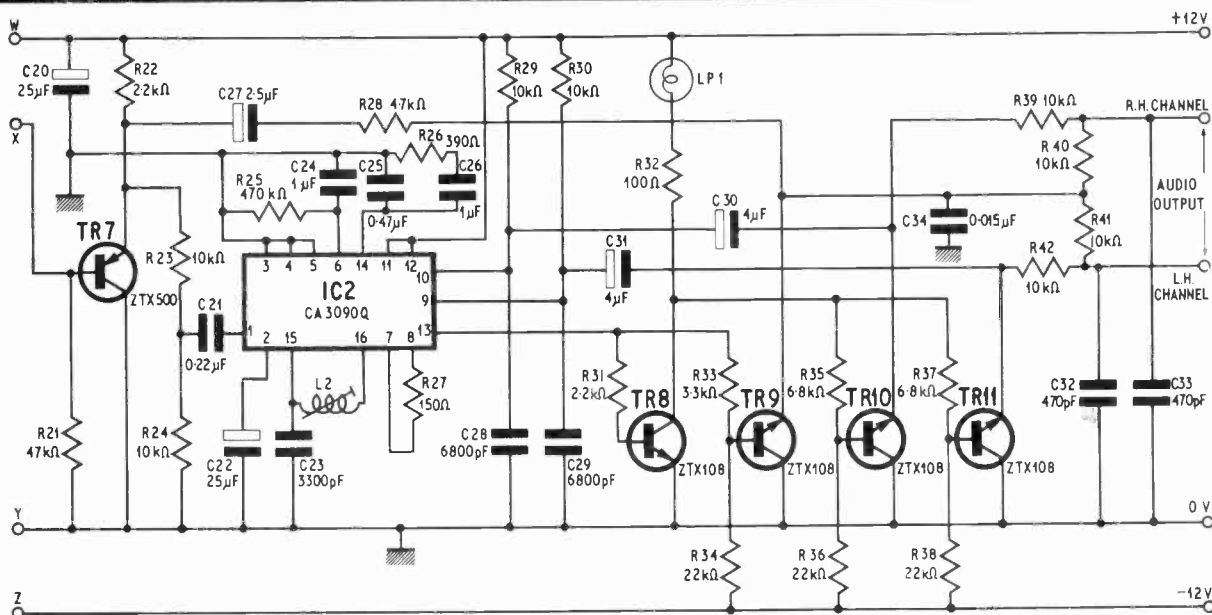 W
+12V
C20
25µF
R22
2·2kΩ
C27 2·5µF
R28 4·7kΩ
R29
10kΩ
R30
10kΩ
LP1
R39 10kΩ
R.H. CHANNEL
X
R26
390Ω
C24
1µF
C25
0·47µF
C26
1µF
R25
470kΩ
R32
100Ω
R40
10kΩ
AUDIO
OUTPUT
C30
4µF
C34
0·015µF
R41
10kΩ
TR7
ZTX500
R23
10kΩ
3 4 5 6 14 11 12
C31
4µF
R42
10kΩ
L.H.
CHANNEL
IC2
CA3090Q
10
9
13
C21
0·22µF
1 2 15 16 7 8
L2
R27
150Ω
R31
2·2kΩ
R33
3·3kΩ
R35
6·8kΩ
R37
6·8kΩ
TR8
TR9
TR10
TR11
C32
470pF
C33
470pF
R21
47kΩ
R24
10kΩ
C22
25µF
C23
3300pF
C28
6800pF
C29
6800pF
ZTX108
ZTX108
ZTX108
ZTX108
Y
0V
R34
22kΩ
R36
22kΩ
R38
22kΩ
Z
-12V